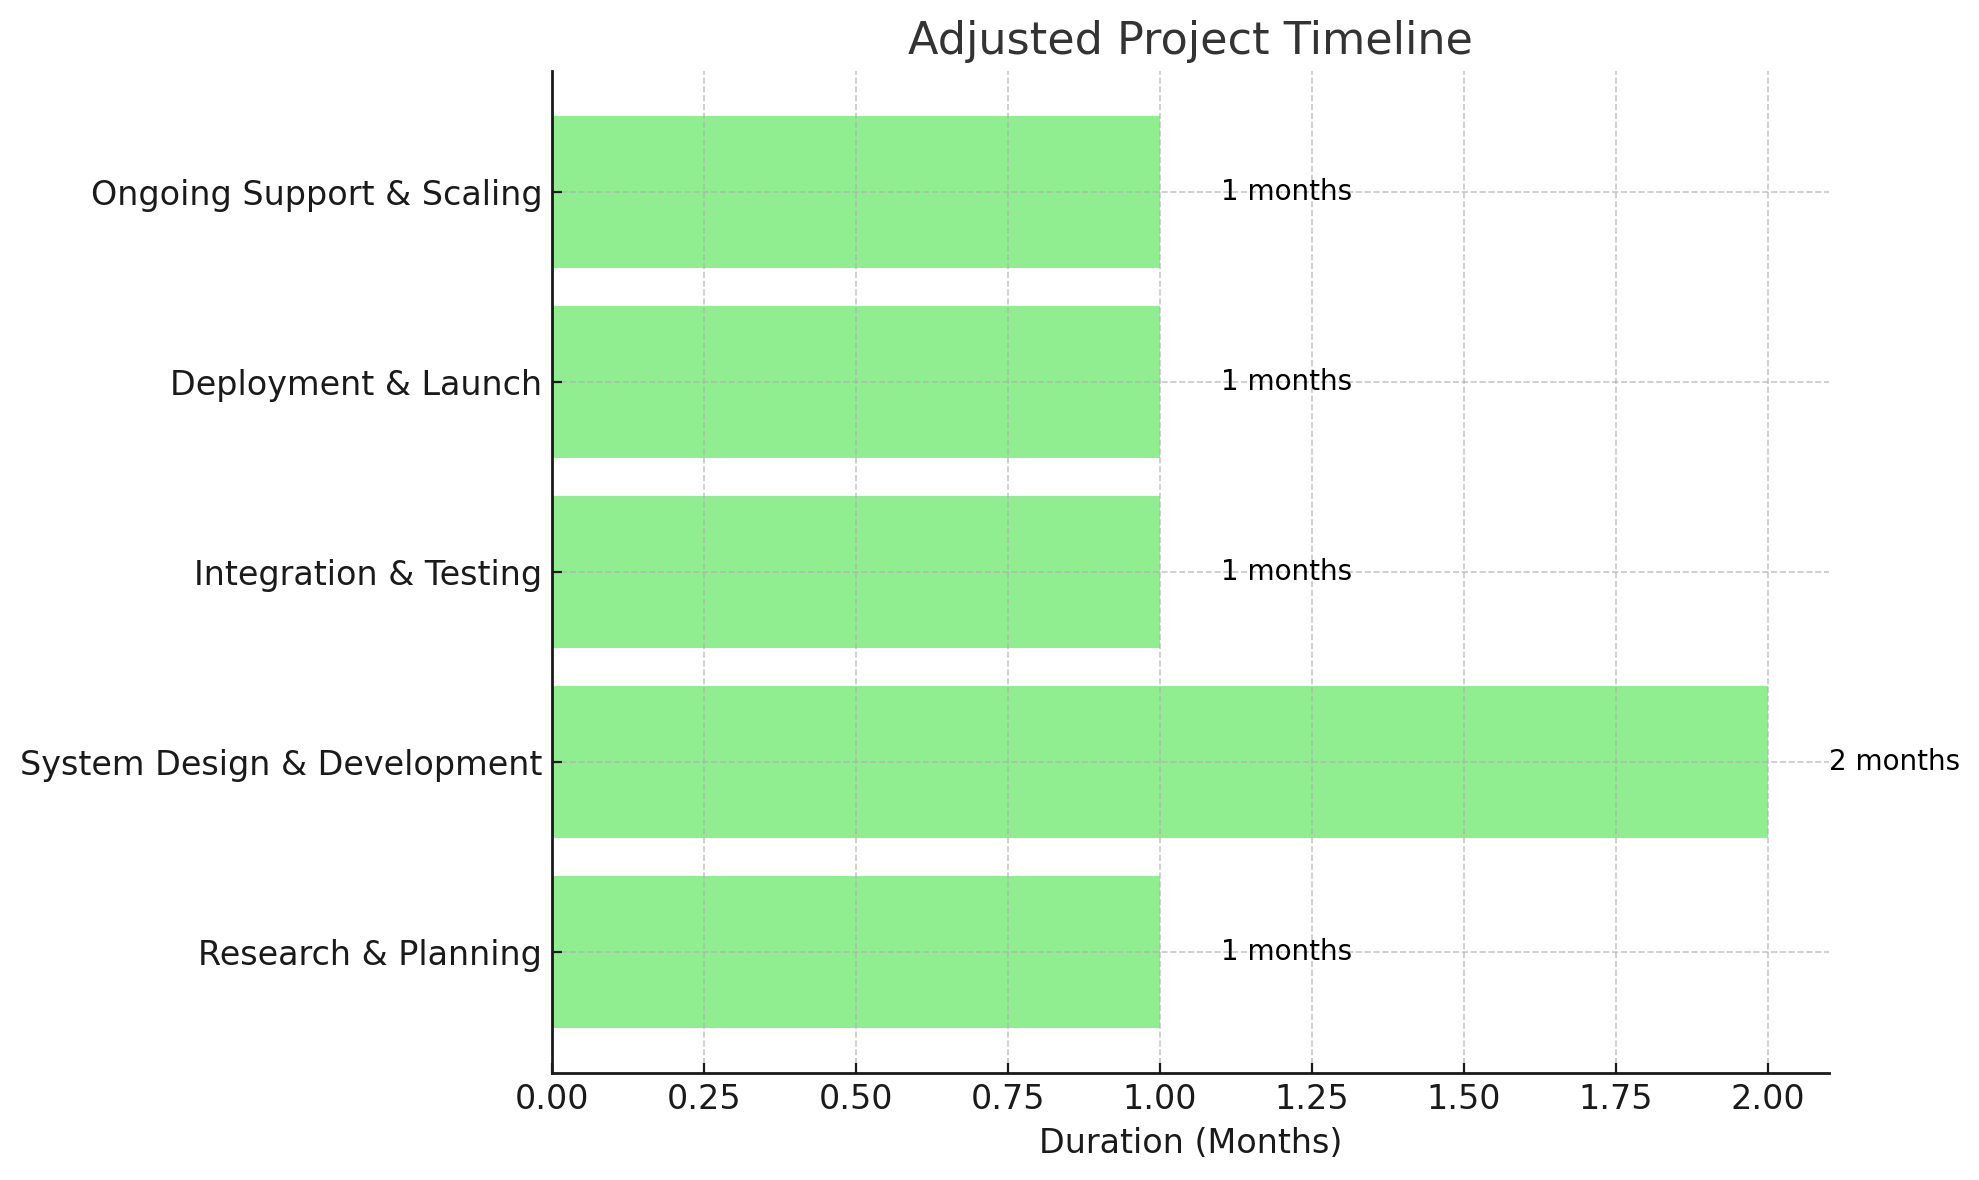 Adjusted Project Timeline
Ongoing Support & Scaling
1 months
Deployment & Launch
1 months
Integration & Testing
1 months
System Design & Development
2 months
Research & Planning
1 months
0.00 0.25 0.50 0.75 1.00 1.25 1.50 1.75 2.00
Duration (Months)